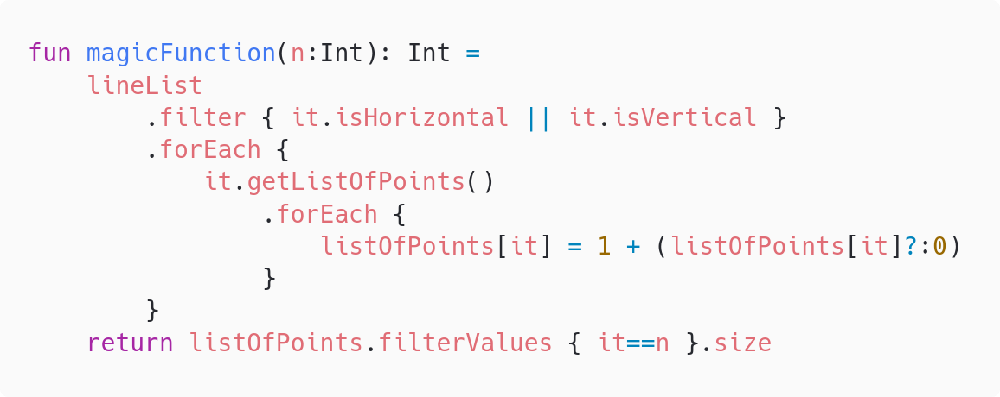 fun magicFunction(n:Int): Int =
    lineList
        .filter { it.isHorizontal || it.isVertical }
        .forEach {
            it.getListOfPoints()
                .forEach {
                    listOfPoints[it] = 1 + (listOfPoints[it]?:0)
                }
        }
    return listOfPoints.filterValues { it==n }.size